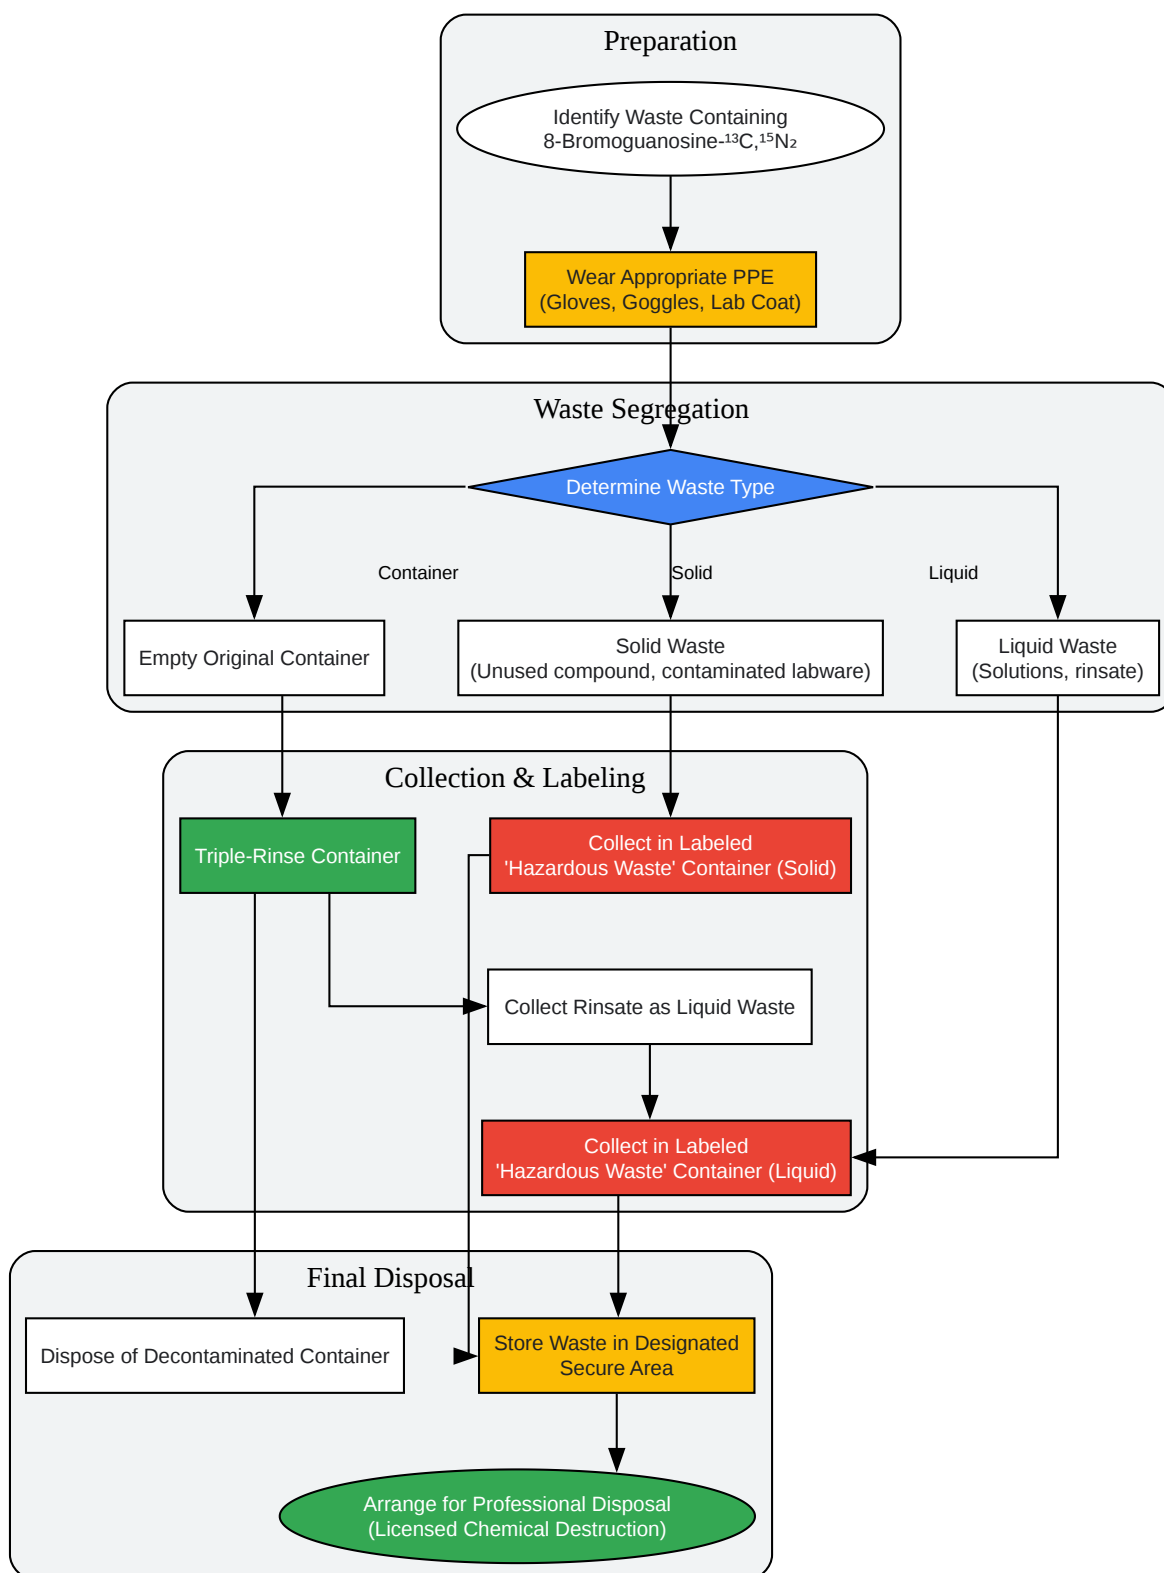 Preparation
Identify Waste Containing
8-Bromoguanosine-¹³C,¹⁵N₂
Wear Appropriate PPE
(Gloves, Goggles, Lab Coat)
Waste Segregation
Determine Waste Type
Container
Solid
Liquid
Empty Original Container
Solid Waste
(Unused compound, contaminated labware)
Liquid Waste
(Solutions, rinsate)
Collection & Labeling
Triple-Rinse Container
Collect in Labeled
'Hazardous Waste' Container (Solid)
Collect Rinsate as Liquid Waste
Collect in Labeled
'Hazardous Waste' Container (Liquid)
Final Disposal
Dispose of Decontaminated Container
Store Waste in Designated
Secure Area
Arrange for Professional Disposal
(Licensed Chemical Destruction)